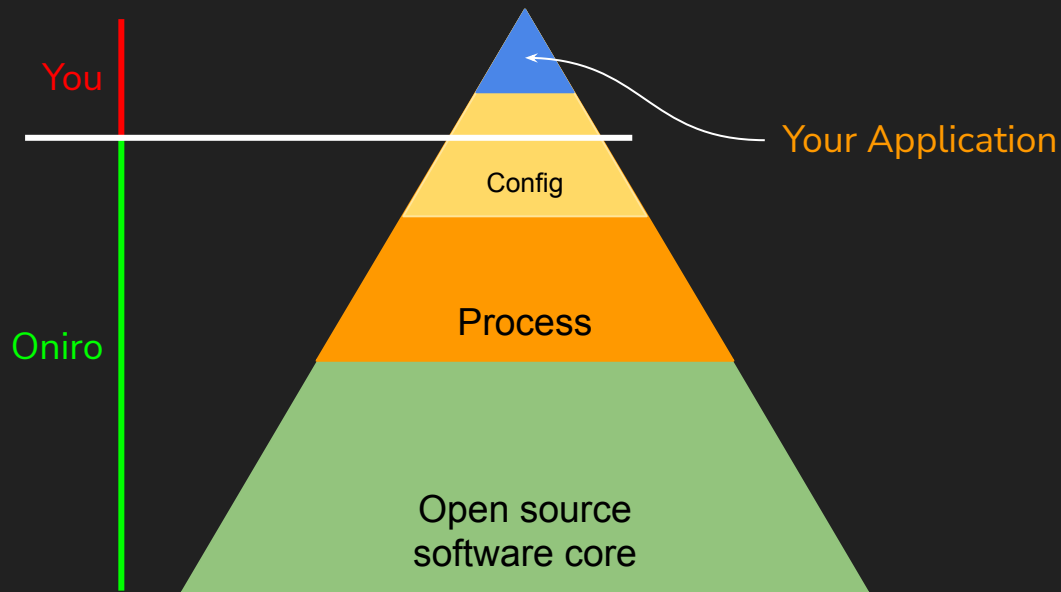 You
Your Application
Config
Process
Oniro
Open source
software core